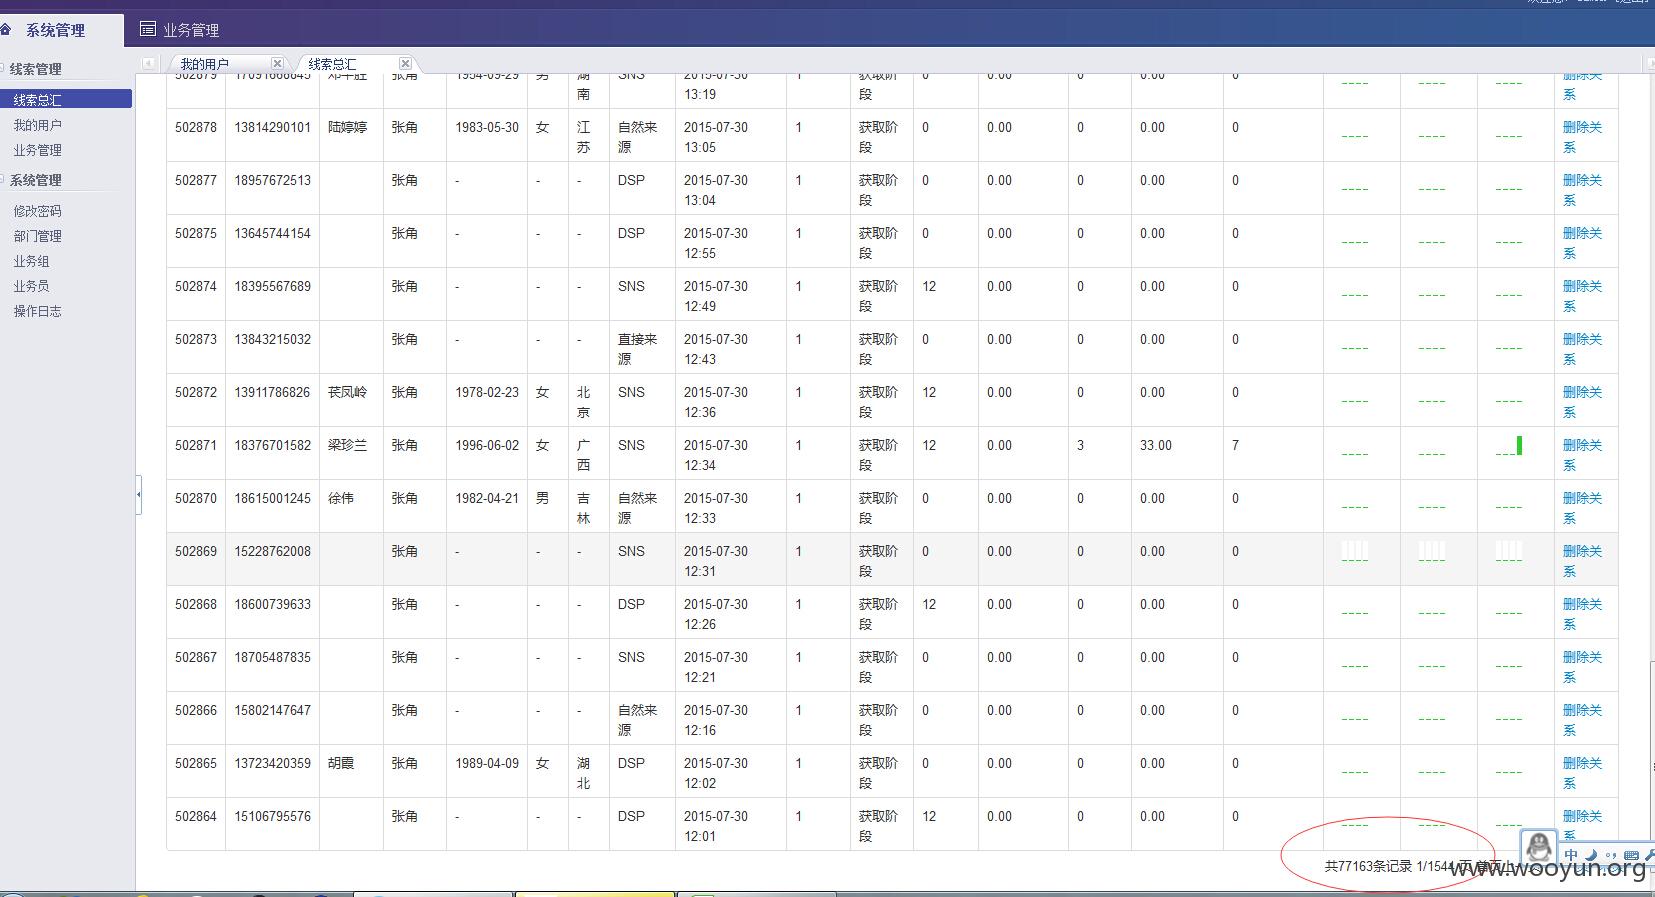 系统管理
业务管理
线索管理
线索总汇
我的用户
业务管理
系统管理
修改密码
部门管理
业务组
业务员
操作日志
我的用户 线索总汇
502879 17091668845 邓年胜 张角 1954-09-29 男 湖南 SNS 2015-07-30 13:19 1 获取阶段 0 0.00 0 0.00 0 删除关系
502878 13814290101 陆婷婷 张角 1983-05-30 女 江苏 自然来源 2015-07-30 13:05 1 获取阶段 0 0.00 0 0.00 0 删除关系
502877 18957672513 张角 - - - DSP 2015-07-30 13:04 1 获取阶段 0 0.00 0 0.00 0 删除关系
502875 13645744154 张角 - - - DSP 2015-07-30 12:55 1 获取阶段 0 0.00 0 0.00 0 删除关系
502874 18395567689 张角 - - - SNS 2015-07-30 12:49 1 获取阶段 12 0.00 0 0.00 0 删除关系
502873 13843215032 张角 - - - 直接来源 2015-07-30 12:43 1 获取阶段 0 0.00 0 0.00 0 删除关系
502872 13911786826 苌凤岭 张角 1978-02-23 女 北京 SNS 2015-07-30 12:36 1 获取阶段 12 0.00 0 0.00 0 删除关系
502871 18376701582 梁珍兰 张角 1996-06-02 女 广西 SNS 2015-07-30 12:34 1 获取阶段 12 0.00 3 33.00 7 删除关系
502870 18615001245 徐伟 张角 1982-04-21 男 吉林 自然来源 2015-07-30 12:33 1 获取阶段 0 0.00 0 0.00 0 删除关系
502869 15228762008 张角 - - - SNS 2015-07-30 12:31 1 获取阶段 0 0.00 0 0.00 0 删除关系
502868 18600739633 张角 - - - DSP 2015-07-30 12:26 1 获取阶段 12 0.00 0 0.00 0 删除关系
502867 18705487835 张角 - - - SNS 2015-07-30 12:21 1 获取阶段 0 0.00 0 0.00 0 删除关系
502866 15802147647 张角 - - - 自然来源 2015-07-30 12:16 1 获取阶段 0 0.00 0 0.00 0 删除关系
502865 13723420359 胡霞 张角 1989-04-09 女 湖北 DSP 2015-07-30 12:02 1 获取阶段 0 0.00 0 0.00 0 删除关系
502864 15106795576 张角 - - - DSP 2015-07-30 12:01 1 获取阶段 12 0.00 0 0.00 0 删除关系
共77163条记录 1/1544 页 首页
中
www.wooyun.org